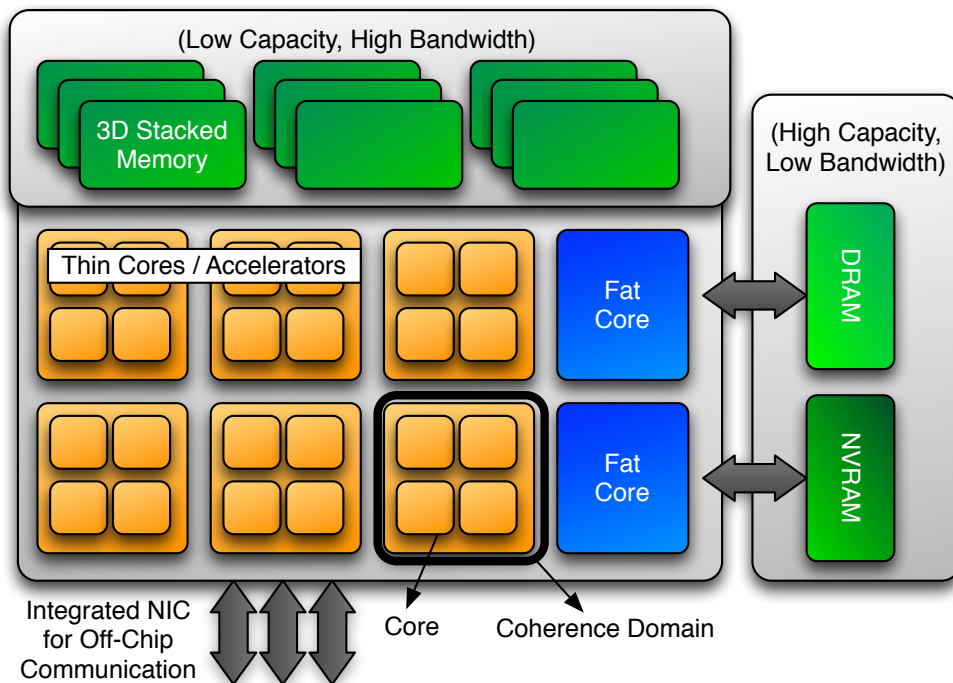 (Low Capacity, High Bandwidth)
3D Stacked
Memory
(High Capacity,
Low Bandwidth)
Thin Cores / Accelerators
Fat
Core
DRAM
Fat
Core
NVRAM
Integrated NIC
for Off-Chip
Communication
Core
Coherence Domain